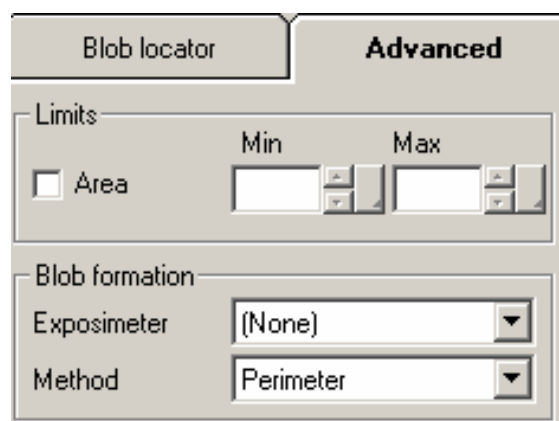 Blob locator Advanced
Limits
Min Max
Area
Blob formation
Exposimeter (None)
Method Perimeter